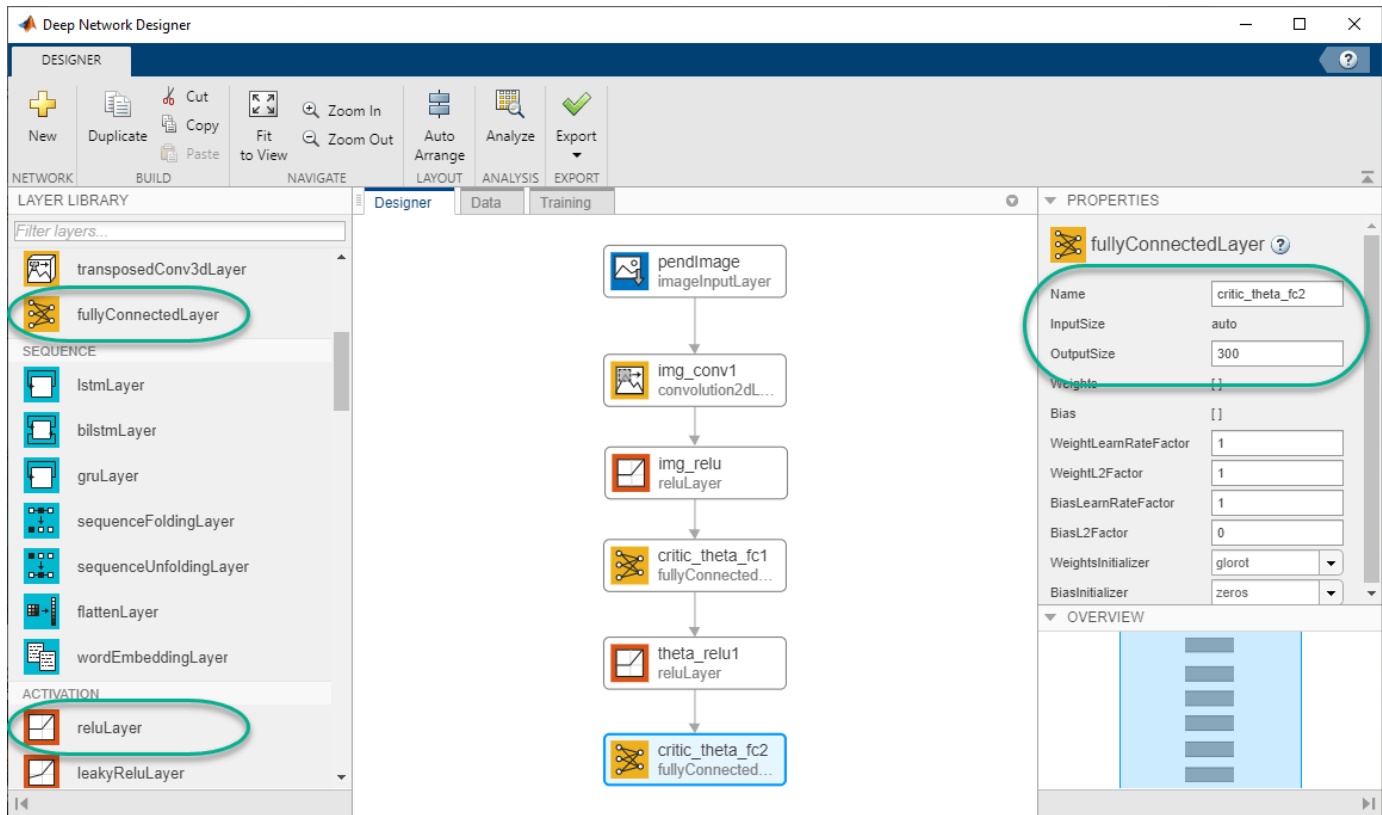 Deep Network Designer
DESIGNER
?
New
Duplicate
Cut
Copy
Paste
Fit
to View
Zoom In
Zoom Out
Auto
Arrange
Analyze
Export
NETWORK
BUILD
NAVIGATE
LAYOUT
ANALYSIS
EXPORT
LAYER LIBRARY
Filter layers...
transposedConv3dLayer
fullyConnectedLayer
SEQUENCE
lstmLayer
bilstmLayer
gruLayer
sequenceFoldingLayer
sequenceUnfoldingLayer
flattenLayer
wordEmbeddingLayer
ACTIVATION
reluLayer
leakyReluLayer
Designer
Data
Training
pendImage
imageInputLayer
img_conv1
convolution2dL...
img_relu
reluLayer
critic_theta_fc1
fullyConnected...
theta_relu1
reluLayer
critic_theta_fc2
fullyConnected...
PROPERTIES
fullyConnectedLayer ?
Name critic_theta_fc2
InputSize auto
OutputSize 300
Weights []
Bias []
WeightLearnRateFactor 1
WeightL2Factor 1
BiasLearnRateFactor 1
BiasL2Factor 0
WeightsInitializer glorot
BiasInitializer zeros
OVERVIEW